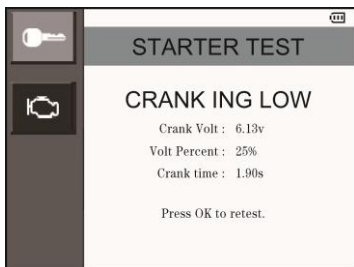 STARTER TEST
CRANK ING LOW
Crank Volt : 6.13v
Volt Percent : 25%
Crank time : 1.90s
Press OK to retest.